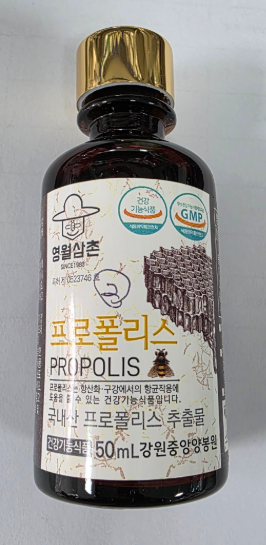 영월삼촌
SINCE1980
건강
기능식품
GMP
프로폴리스
PROPOLIS
프로폴리스는 항산화·구강에서의 항균작용에
도움을 줄 수 있는 건강기능식품입니다.
국내산 프로폴리스 추출물
건강기능식품 50mL 강원중앙양봉원